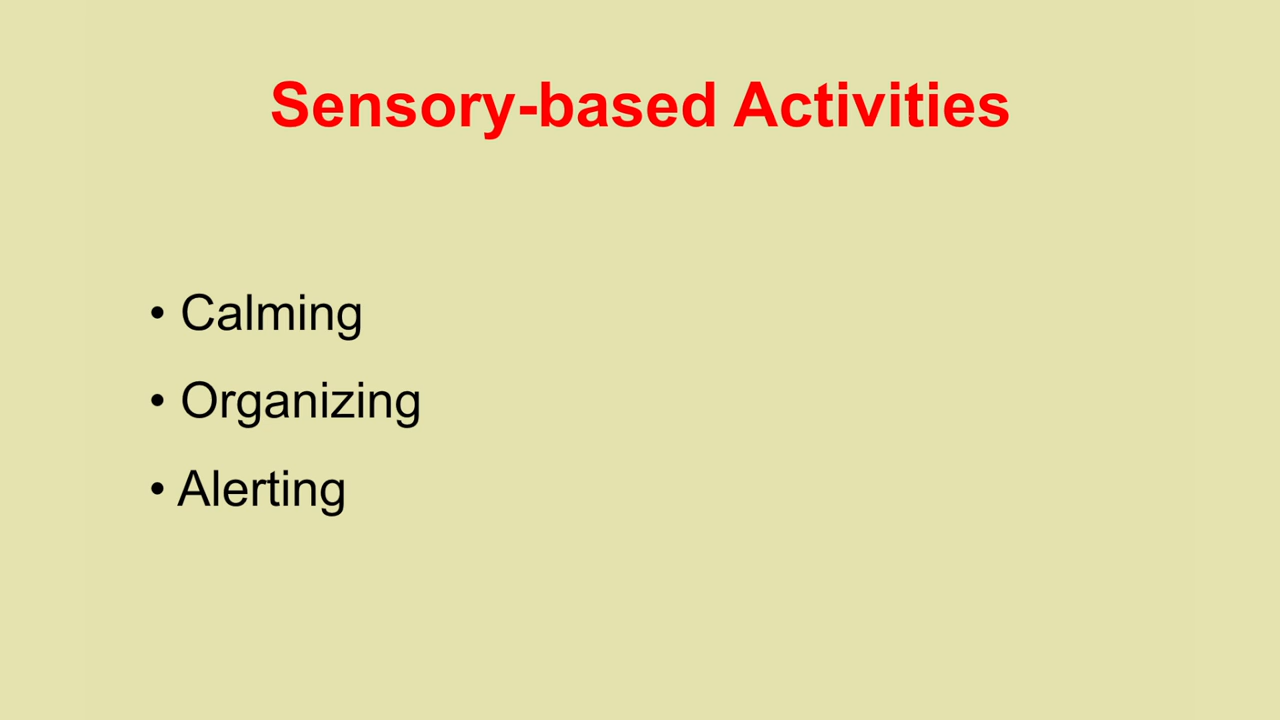 Sensory-based Activities
• Calming
• Organizing
• Alerting